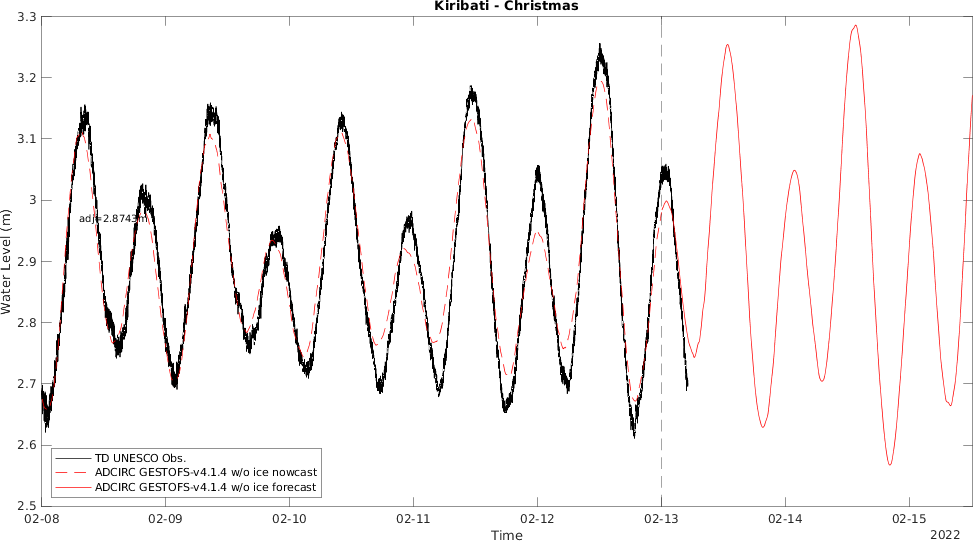 Kiribati - Christmas
Water Level (m)
3.3
3.2
3.1
3
2.9
2.8
2.7
2.6
2.5
adj=2.8743m
TD UNESCO Obs.
ADCIRC GESTOFS-v4.1.4 w/o ice nowcast
ADCIRC GESTOFS-v4.1.4 w/o ice forecast
02-08 02-09 02-10 02-11 02-12 02-13 02-14 02-15
Time
2022